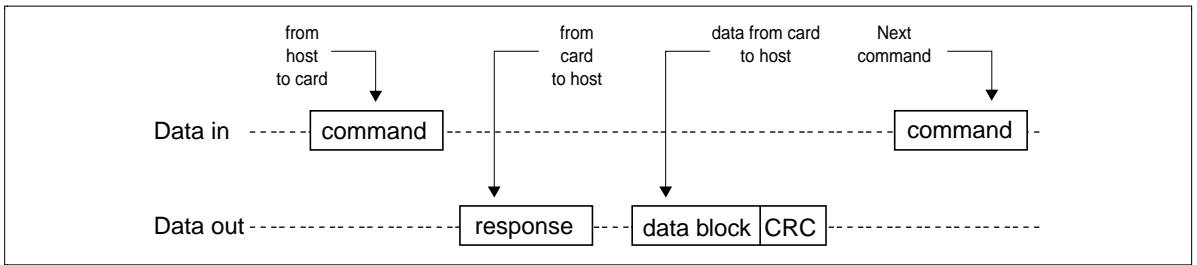 from
host
to card
from
card
to host
data from card
to host
Next
command
Data in
command
command
Data out
response
data block
CRC